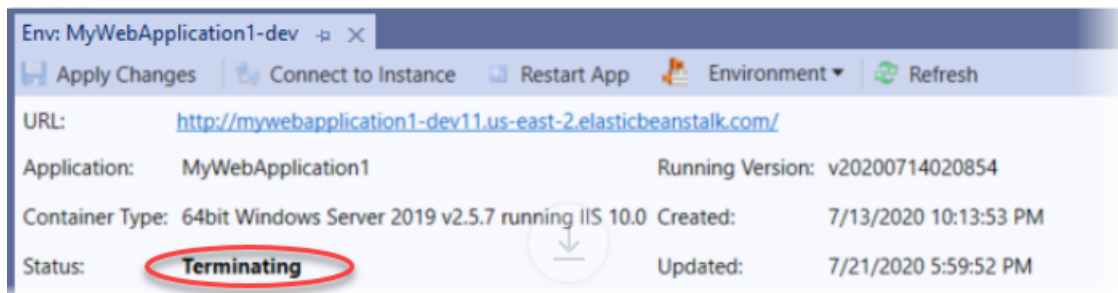 Env: MyWebApplication1-dev
Apply Changes Connect to Instance Restart App Environment Refresh
URL: http://mywebapplication1-dev11.us-east-2.elasticbeanstalk.com/
Application: MyWebApplication1 Running Version: v20200714020854
Container Type: 64bit Windows Server 2019 v2.5.7 running IIS 10.0 Created: 7/13/2020 10:13:53 PM
Status: Terminating Updated: 7/21/2020 5:59:52 PM